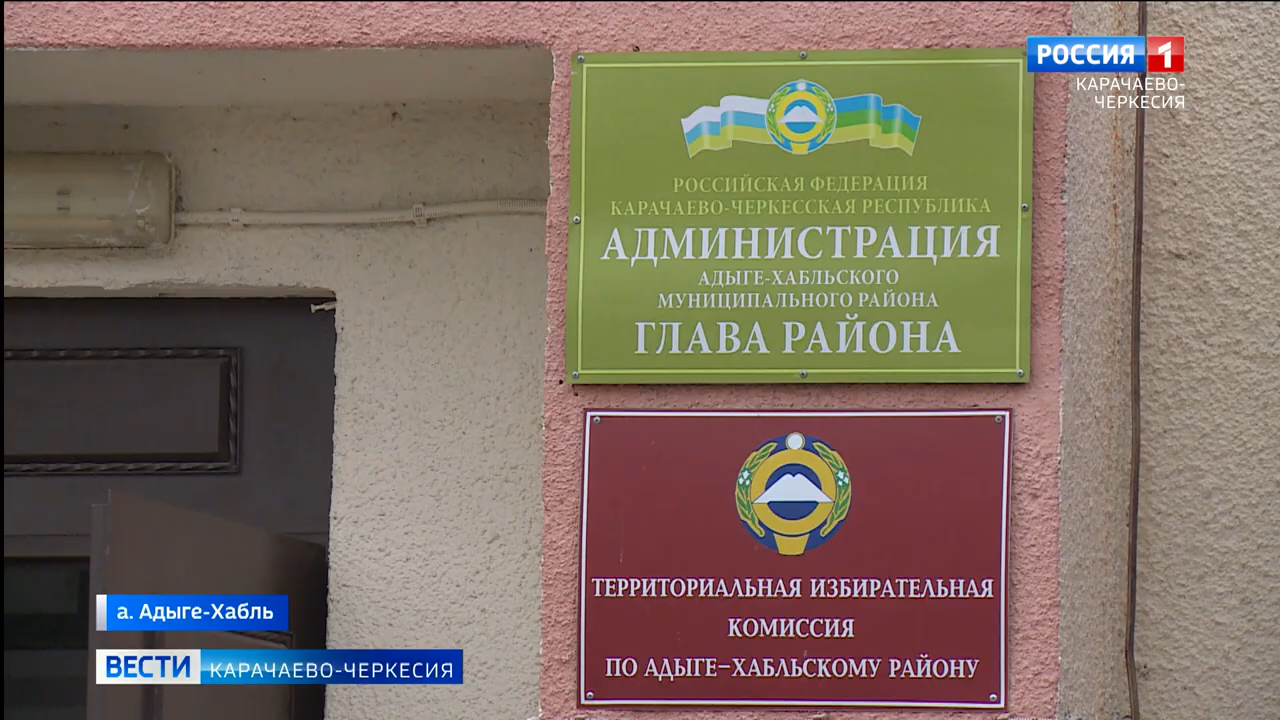 РОССИЯ 1
КАРАЧАЕВО-
ЧЕРКЕСИЯ
РОССИЙСКАЯ ФЕДЕРАЦИЯ
КАРАЧАЕВО-ЧЕРКЕССКАЯ РЕСПУБЛИКА
АДМИНИСТРАЦИЯ
АДЫГЕ-ХАБЛЬСКОГО
МУНИЦИПАЛЬНОГО РАЙОНА
ГЛАВА РАЙОНА
ТЕРРИТОРИАЛЬНАЯ ИЗБИРАТЕЛЬНАЯ
КОМИССИЯ
ПО АДЫГЕ-ХАБЛЬСКОМУ РАЙОНУ
а. Адыге-Хабль
ВЕСТИ КАРАЧАЕВО-ЧЕРКЕСИЯ